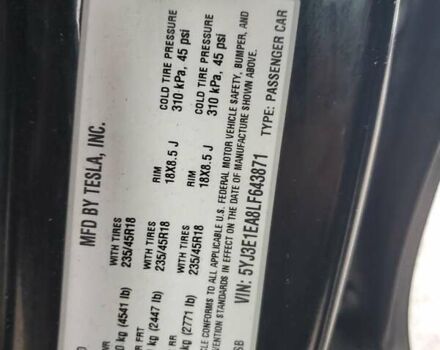 MFD BY TESLA, INC.
WITH TIRES RIM COLD TIRE PRESSURE
kg (4541 lb) 235/45R18 18X8.5 J 310 kPa, 45 psi
FRT WITH TIRES RIM COLD TIRE PRESSURE
kg (2447 lb) 235/45R18 18X8.5 J 310 kPa, 45 psi
RR WITH TIRES
kg (2771 lb) 235/45R18
CONFORMS TO ALL APPLICABLE U.S. FEDERAL MOTOR VEHICLE SAFETY, BUMPER, AND
PREVENTION STANDARDS IN EFFECT ON THE DATE OF MANUFACTURE SHOWN ABOVE.
VIN: 5YJ3E1EA8LF643871 TYPE: PASSENGER CAR